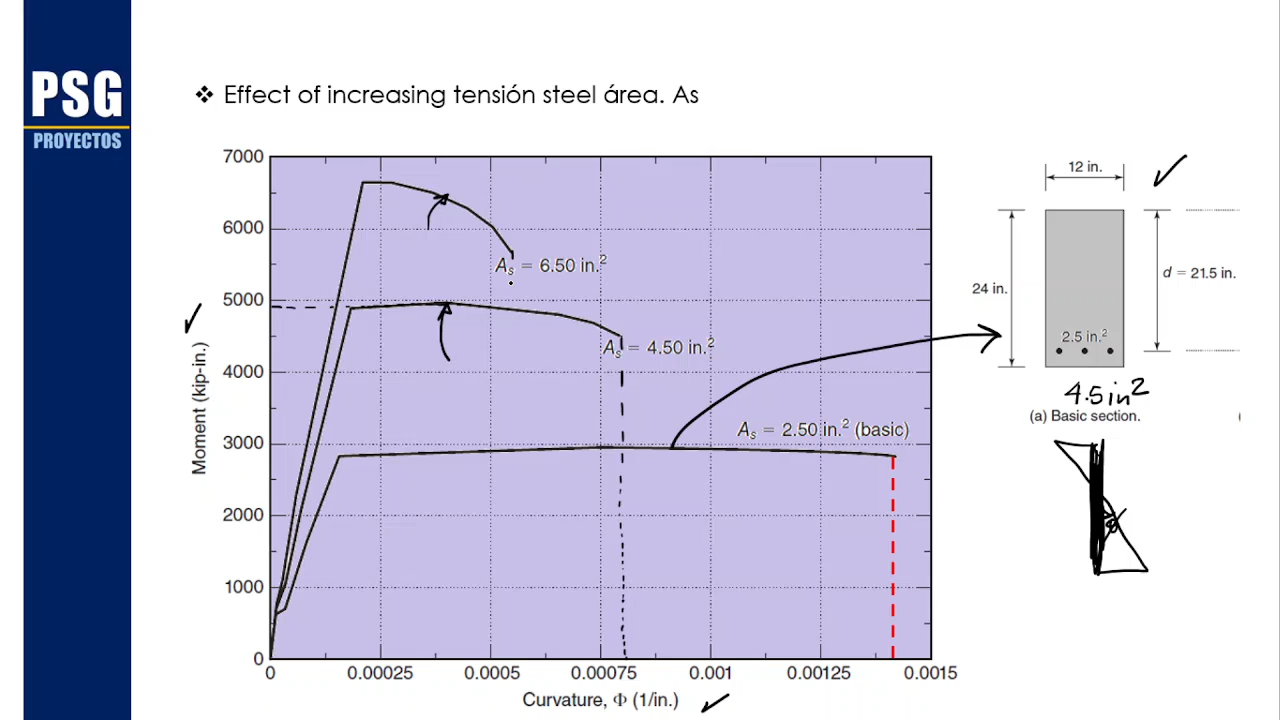 PSG
PROYECTOS
❖ Effect of increasing tensión steel área. As
7000
6000
5000
4000
3000
2000
1000
0
Moment (kip-in.)
0
0.00025
0.0005
0.00075
0.001
0.00125
0.0015
Curvature, Φ (1/in.)
As = 6.50 in.²
As = 4.50 in.²
As = 2.50 in.² (basic)
12 in.
24 in.
d = 21.5 in.
2.5 in.²
4.5 in²
(a) Basic section.
(